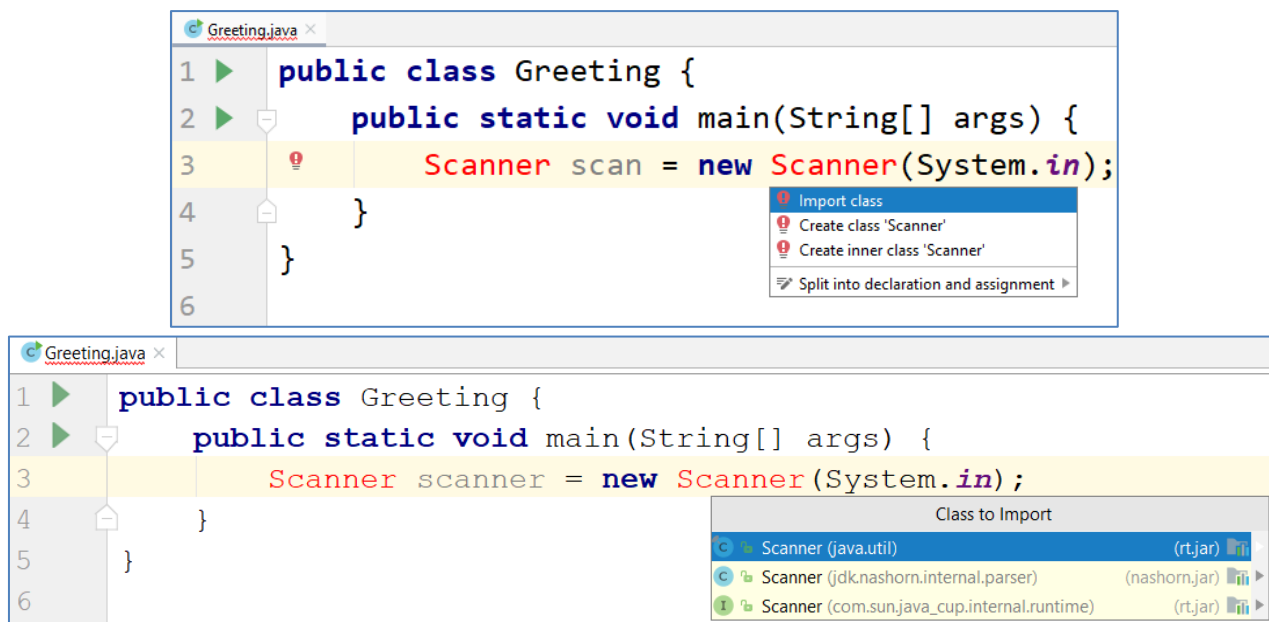 Greeting.java
1 public class Greeting {
2 public static void main(String[] args) {
3 Scanner scan = new Scanner(System.in);
Import class
4 }
Create class 'Scanner'
Create inner class 'Scanner'
5 }
Split into declaration and assignment
6
Greeting.java
1 public class Greeting {
2 public static void main(String[] args) {
3 Scanner scanner = new Scanner(System.in);
4 }
Class to Import
5 }
Scanner (java.util) (rt.jar)
Scanner (jdk.nashorn.internal.parser) (nashorn.jar)
6
Scanner (com.sun.java_cup.internal.runtime) (rt.jar)